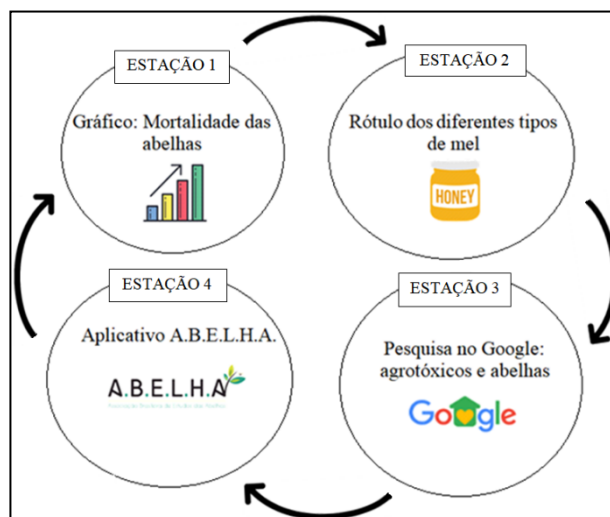 ESTAÇÃO 1
Gráfico: Mortalidade das
abelhas
ESTAÇÃO 2
Rótulo dos diferentes tipos
de mel
HONEY
ESTAÇÃO 3
Pesquisa no Google:
agrotóxicos e abelhas
Google
ESTAÇÃO 4
Aplicativo A.B.E.L.H.A.
A.B.E.L.H.A